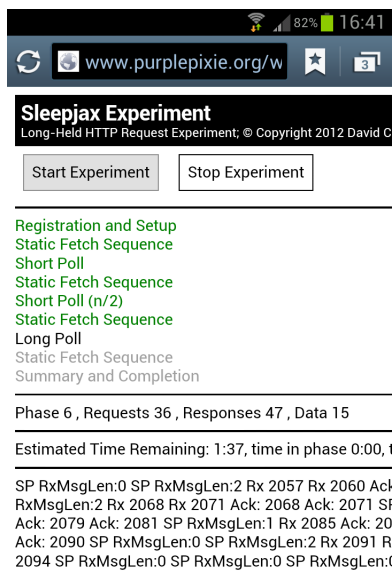 82% 16:41
www.purplepixie.org/w
3
Sleepjax Experiment
Long-Held HTTP Request Experiment; © Copyright 2012 David C
Start Experiment Stop Experiment
Registration and Setup
Static Fetch Sequence
Short Poll
Static Fetch Sequence
Short Poll (n/2)
Static Fetch Sequence
Long Poll
Static Fetch Sequence
Summary and Completion
Phase 6 , Requests 36 , Responses 47 , Data 15
Estimated Time Remaining: 1:37, time in phase 0:00, t
SP RxMsgLen:0 SP RxMsgLen:2 Rx 2057 Rx 2060 Ack
RxMsgLen:2 Rx 2068 Rx 2071 Ack: 2068 Ack: 2071 SP
Ack: 2079 Ack: 2081 SP RxMsgLen:1 Rx 2085 Ack: 20
Ack: 2090 SP RxMsgLen:0 SP RxMsgLen:2 Rx 2091 R
2094 SP RxMsgLen:0 SP RxMsgLen:0 SP RxMsgLen:0